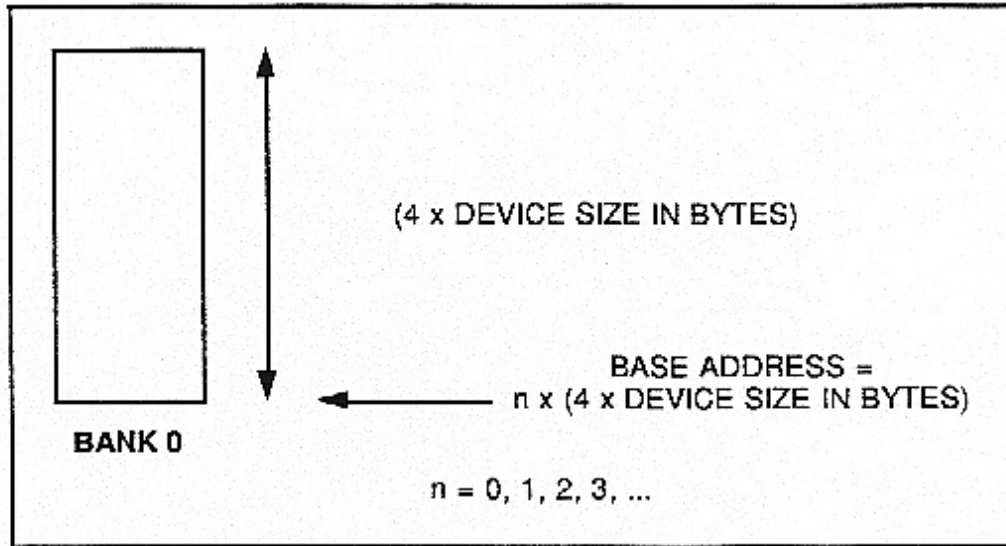 (4 x DEVICE SIZE IN BYTES)
BASE ADDRESS =
n x (4 x DEVICE SIZE IN BYTES)
BANK 0
n = 0, 1, 2, 3, ...